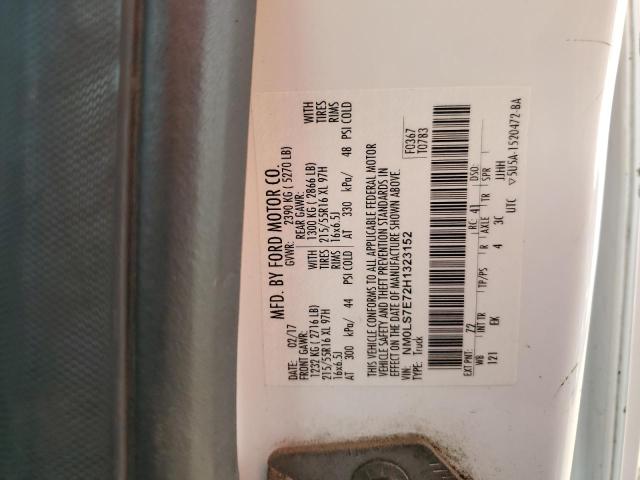 MFD. BY FORD MOTOR CO.
DATE: 02/17 GVWR: 2390 KG ( 5270 LB)
FRONT GAWR: REAR GAWR:
1232 KG ( 2716 LB) WITH 1300 KG ( 2866 LB) WITH
215/55R16 XL 97H TIRES 215/55R16 XL 97H TIRES
16x6.5J RIMS 16x6.5J RIMS
AT 300 kPa/ 44 PSI COLD AT 330 kPa/ 48 PSI COLD
THIS VEHICLE CONFORMS TO ALL APPLICABLE FEDERAL MOTOR
VEHICLE SAFETY AND THEFT PREVENTION STANDARDS IN
EFFECT ON THE DATE OF MANUFACTURE SHOWN ABOVE.
VIN: NM0LS7E72H1323152 F0367
TYPE: Truck T0783
EXT PNT: Z2 RC: 41 DSO:
WB INT TR TP/PS R AXLE TR SPR
121 EK 4 3C JJHH
UTC ▽5U5A-1520472-BA